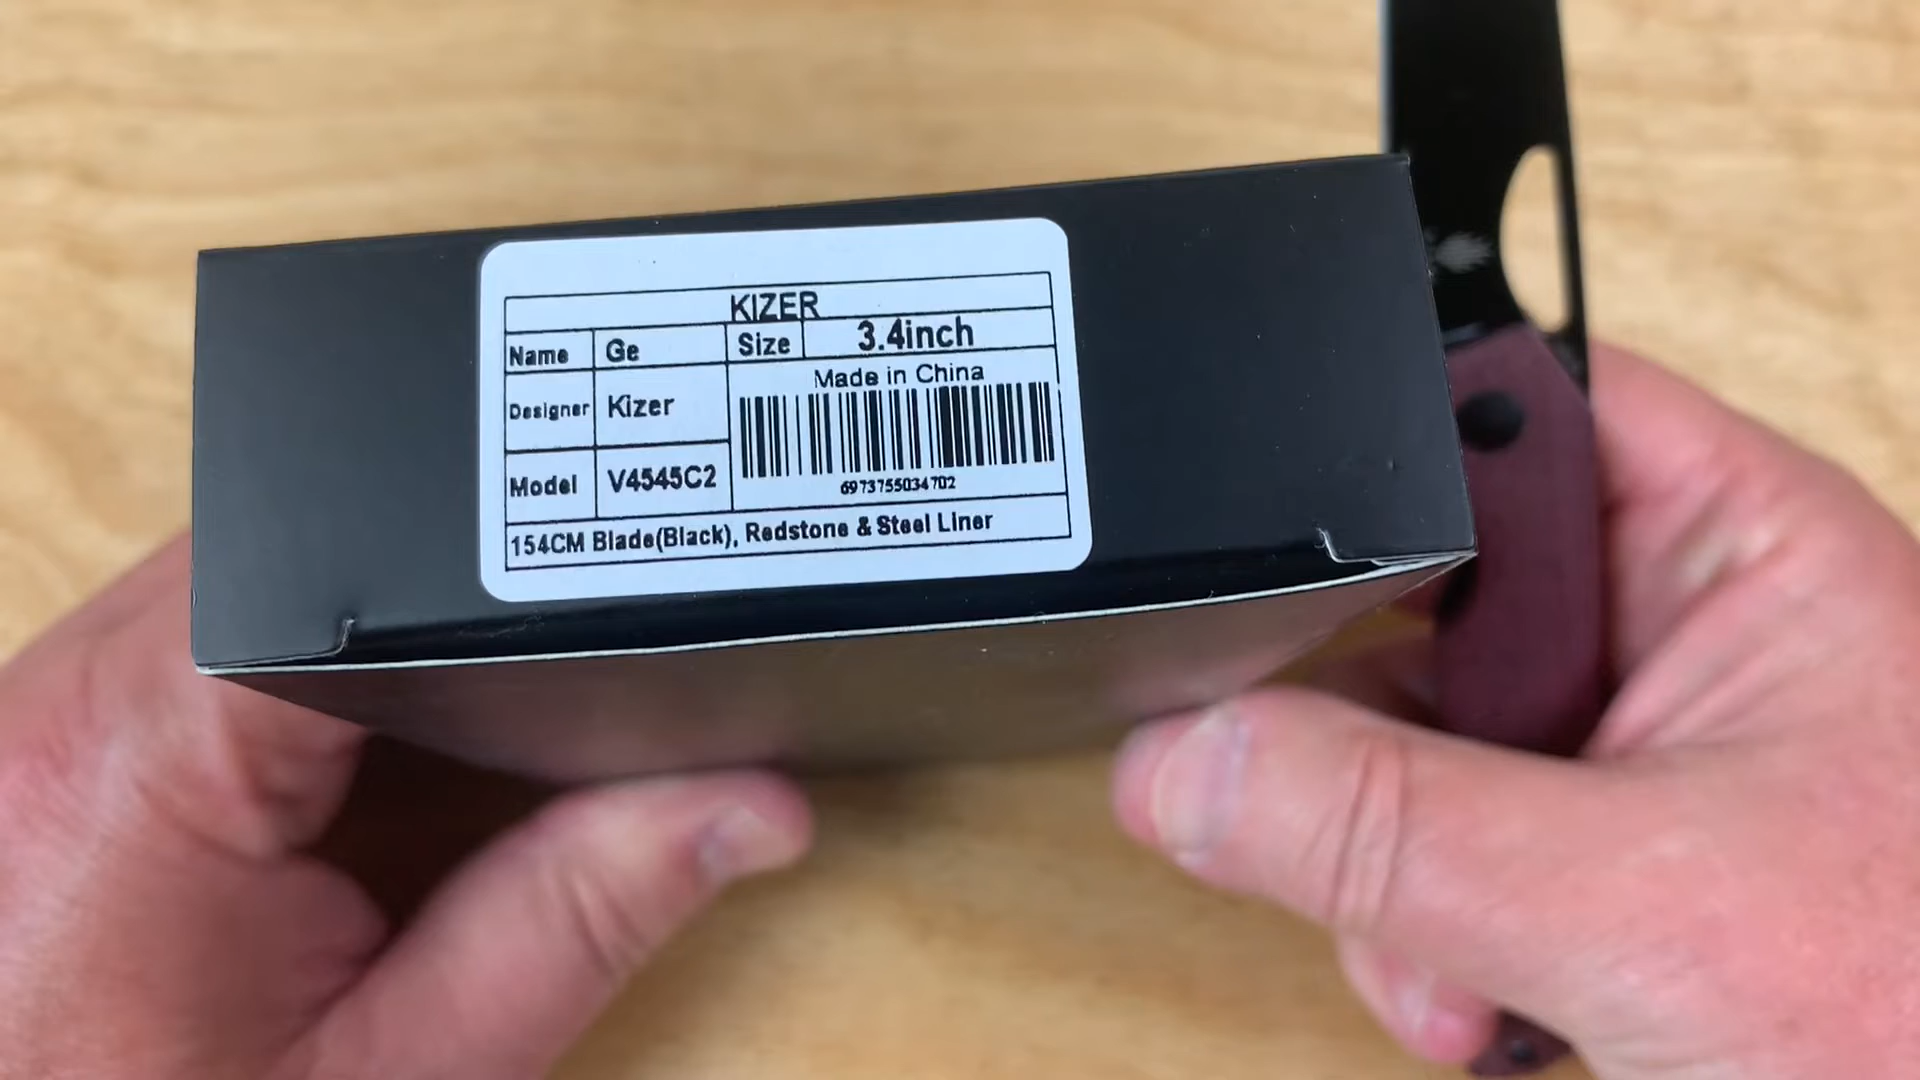 KIZER
Name Ge Size 3.4inch
Made in China
Designer Kizer
Model V4545C2
6973755034702
154CM Blade(Black), Redstone & Steel Liner